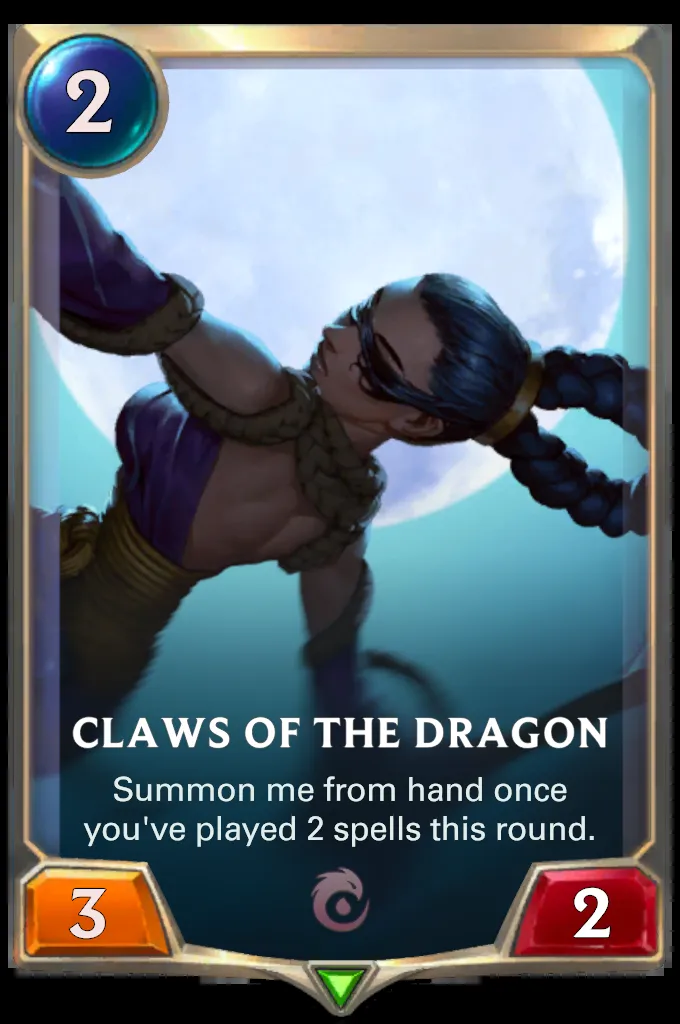 2
CLAWS OF THE DRAGON
Summon me from hand once
you've played 2 spells this round.
3
2